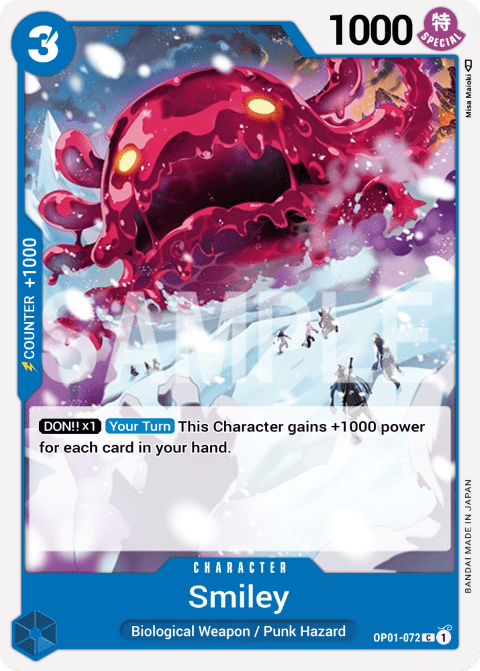 3
1000
特
SPECIAL
Misa Maioki
COUNTER +1000
SAMPLE
DON!! ×1 Your Turn This Character gains +1000 power
for each card in your hand.
BANDAI MADE IN JAPAN
CHARACTER
Smiley
Biological Weapon / Punk Hazard
OP01-072 C 1